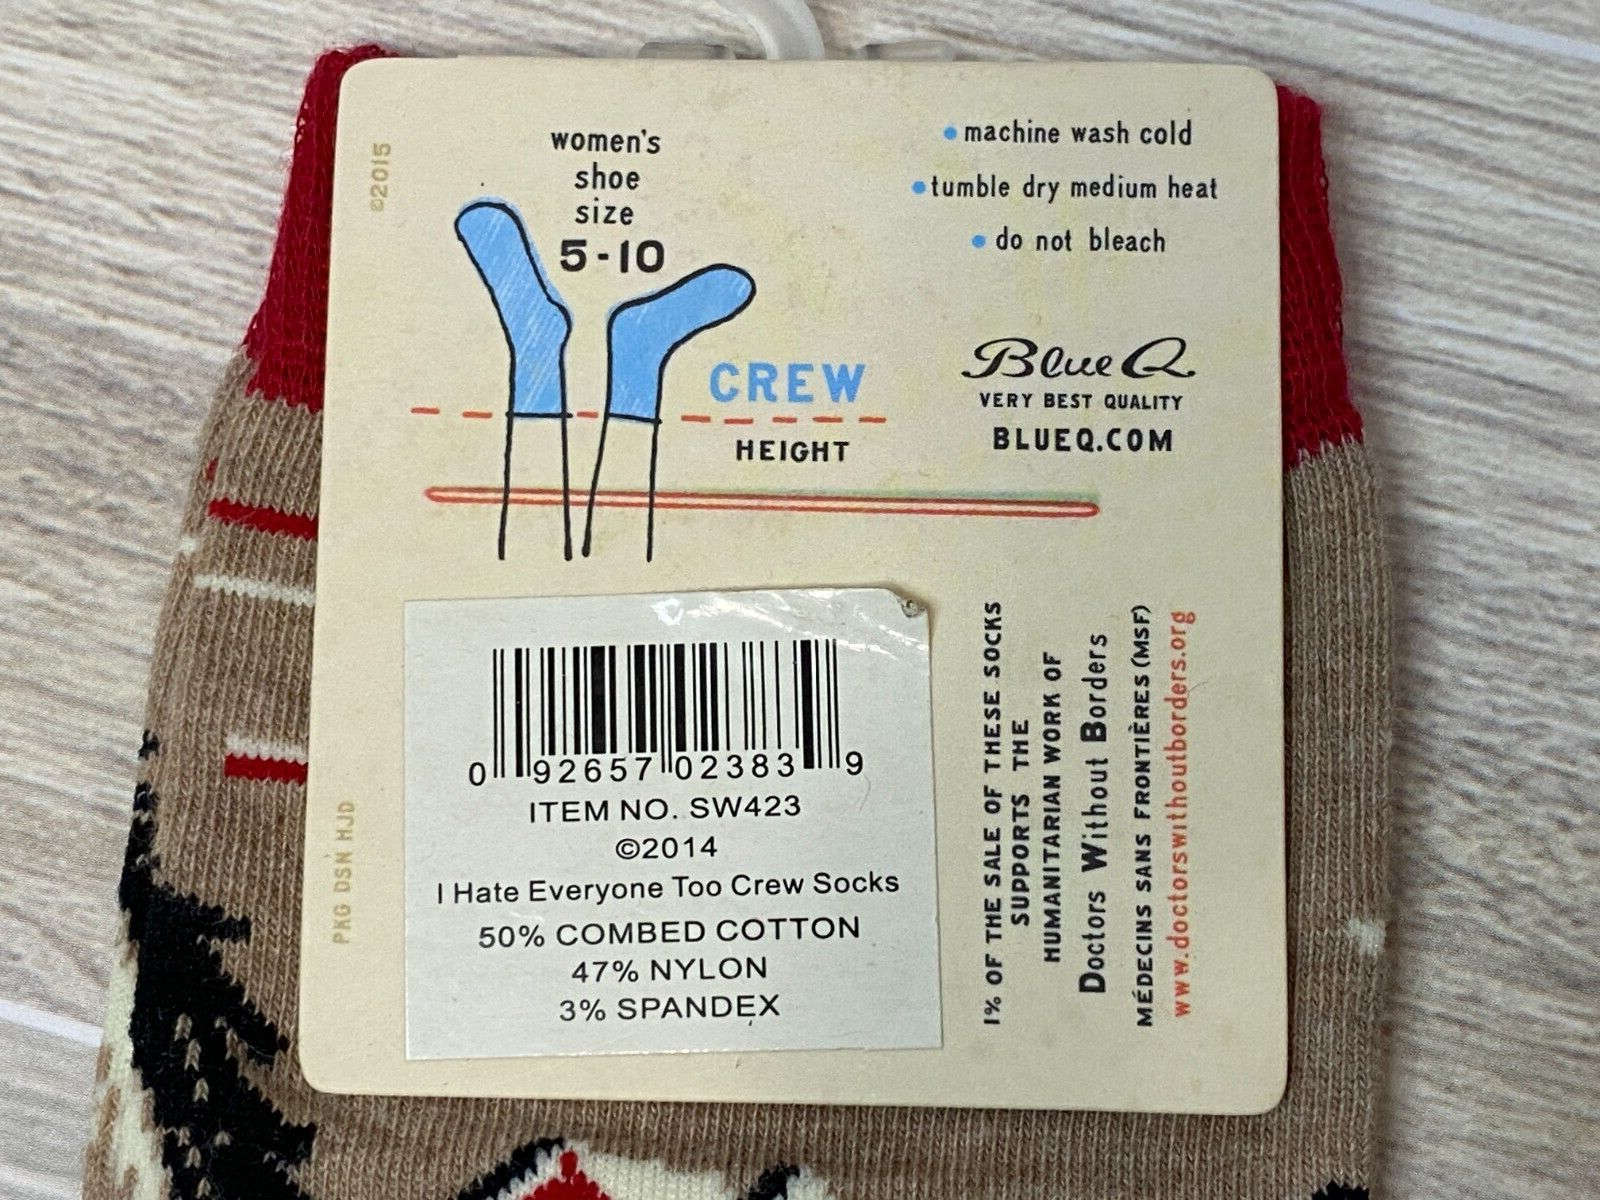 ©2015
women's
shoe
size
5-10
CREW
HEIGHT
• machine wash cold
• tumble dry medium heat
• do not bleach
Blue Q
VERY BEST QUALITY
BLUEQ.COM
PKG DSN HJD
0 92657 02383 9
ITEM NO. SW423
©2014
I Hate Everyone Too Crew Socks
50% COMBED COTTON
47% NYLON
3% SPANDEX
1% OF THE SALE OF THESE SOCKS
SUPPORTS THE
HUMANITARIAN WORK OF
Doctors Without Borders
MÉDECINS SANS FRONTIÈRES (MSF)
www.doctorswithoutborders.org